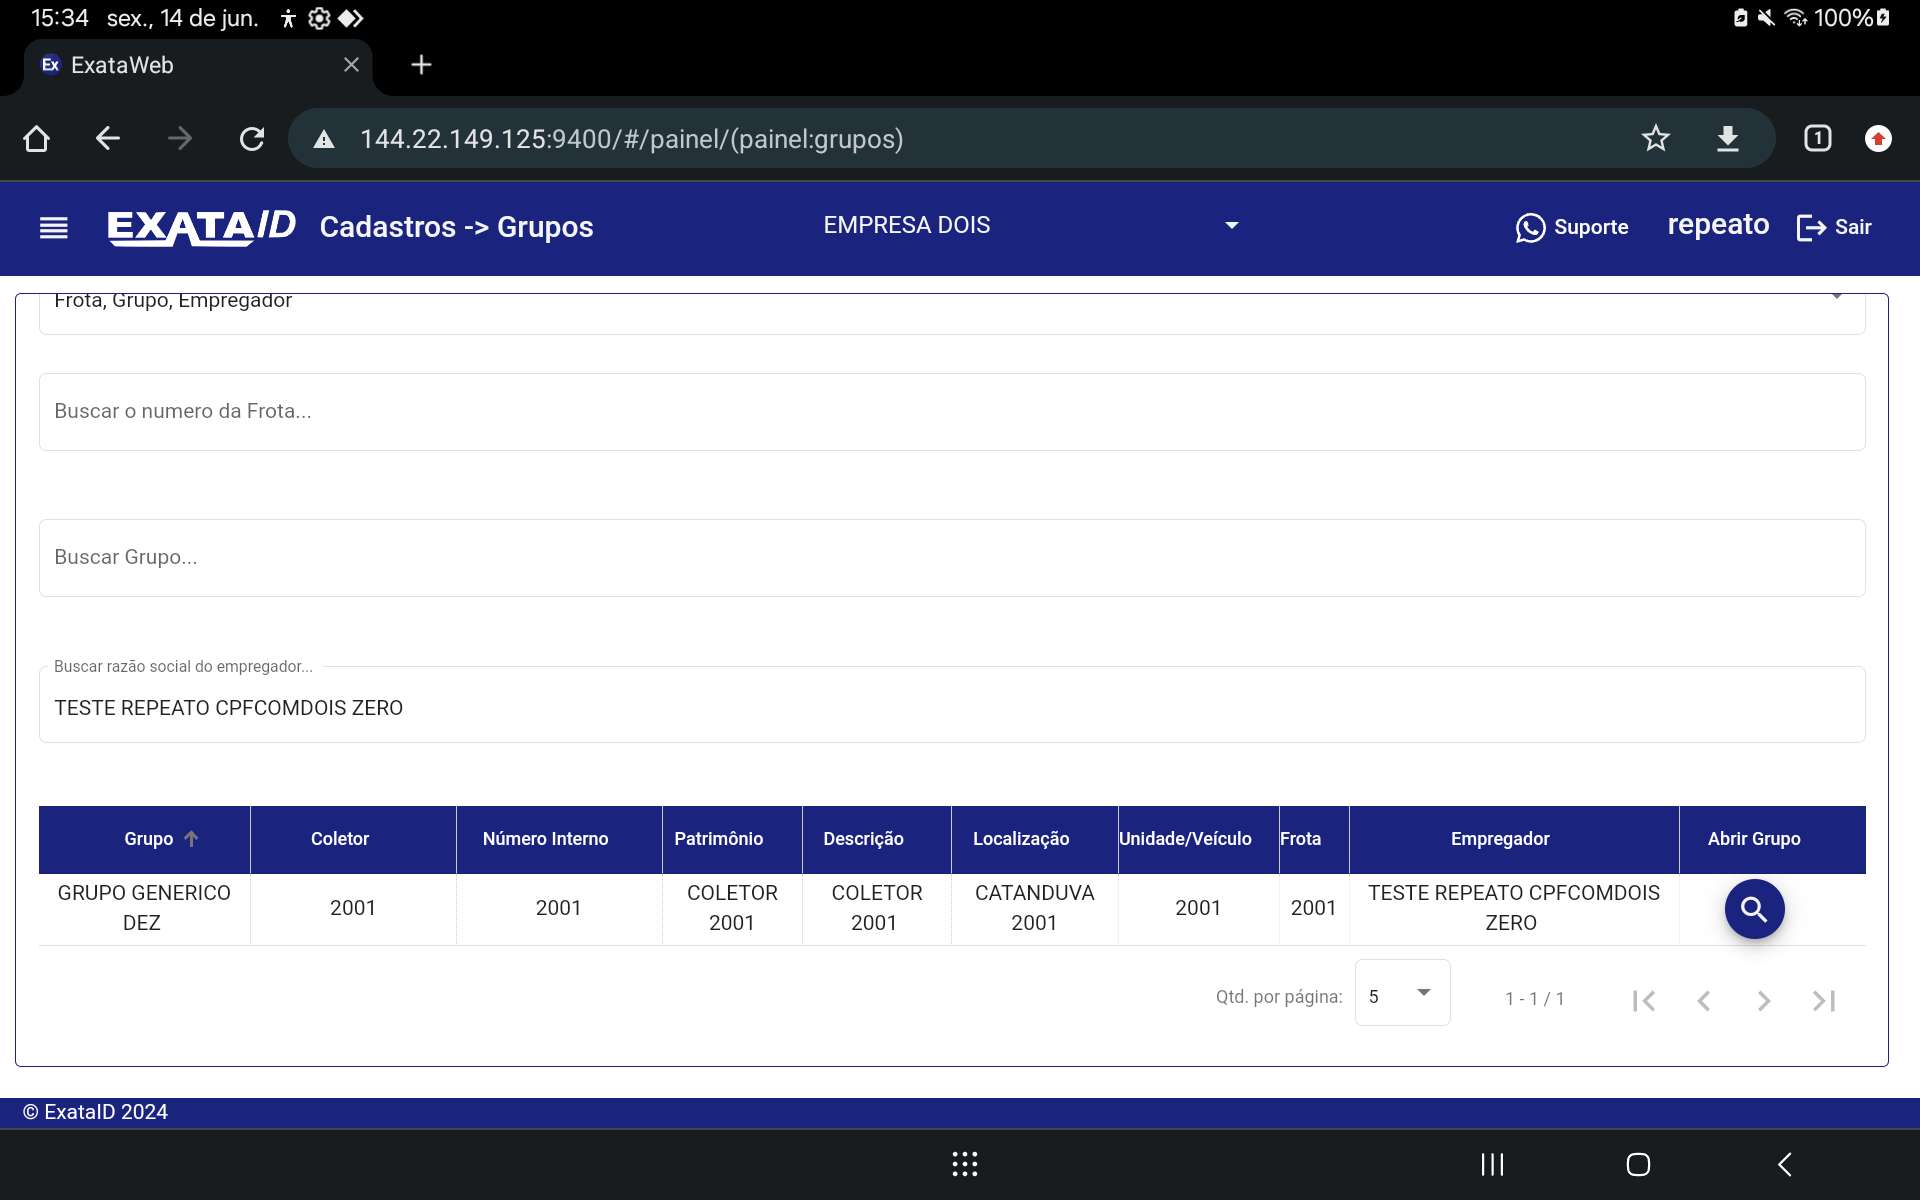 15:34 sex., 14 de jun. 100%
Ex ExataWeb
144.22.149.125:9400/#/painel/(painel:grupos) 1
EXATA/ID Cadastros -> Grupos EMPRESA DOIS Suporte repeato Sair
Frota, Grupo, Empregador
Buscar o numero da Frota...
Buscar Grupo...
Buscar razão social do empregador...
TESTE REPEATO CPFCOMDOIS ZERO
Grupo Coletor Número Interno Patrimônio Descrição Localização Unidade/Veículo Frota Empregador Abrir Grupo
GRUPO GENERICO DEZ 2001 2001 COLETOR 2001 COLETOR 2001 CATANDUVA 2001 2001 2001 TESTE REPEATO CPFCOMDOIS ZERO
Qtd. por página: 5 1 - 1 / 1
© ExataID 2024